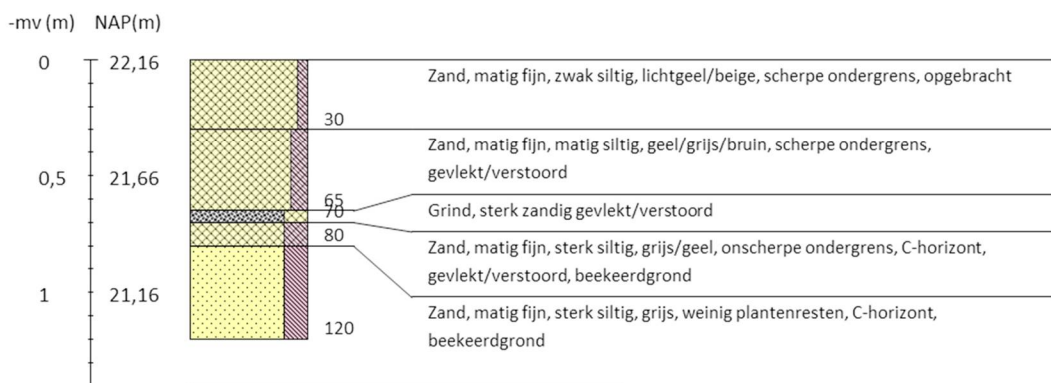 -mv (m) NAP(m)
0 22,16
Zand, matig fijn, zwak siltig, lichtgeel/beige, scherpe ondergrens, opgebracht
30
Zand, matig fijn, matig siltig, geel/grijs/bruin, scherpe ondergrens,
gevlekt/verstoord
0,5 21,66
65
70
Grind, sterk zandig gevlekt/verstoord
80
Zand, matig fijn, sterk siltig, grijs/geel, onscherpe ondergrens, C-horizont,
gevlekt/verstoord, beekeerdgrond
1 21,16
Zand, matig fijn, sterk siltig, grijs, weinig plantenresten, C-horizont,
beekeerdgrond
120